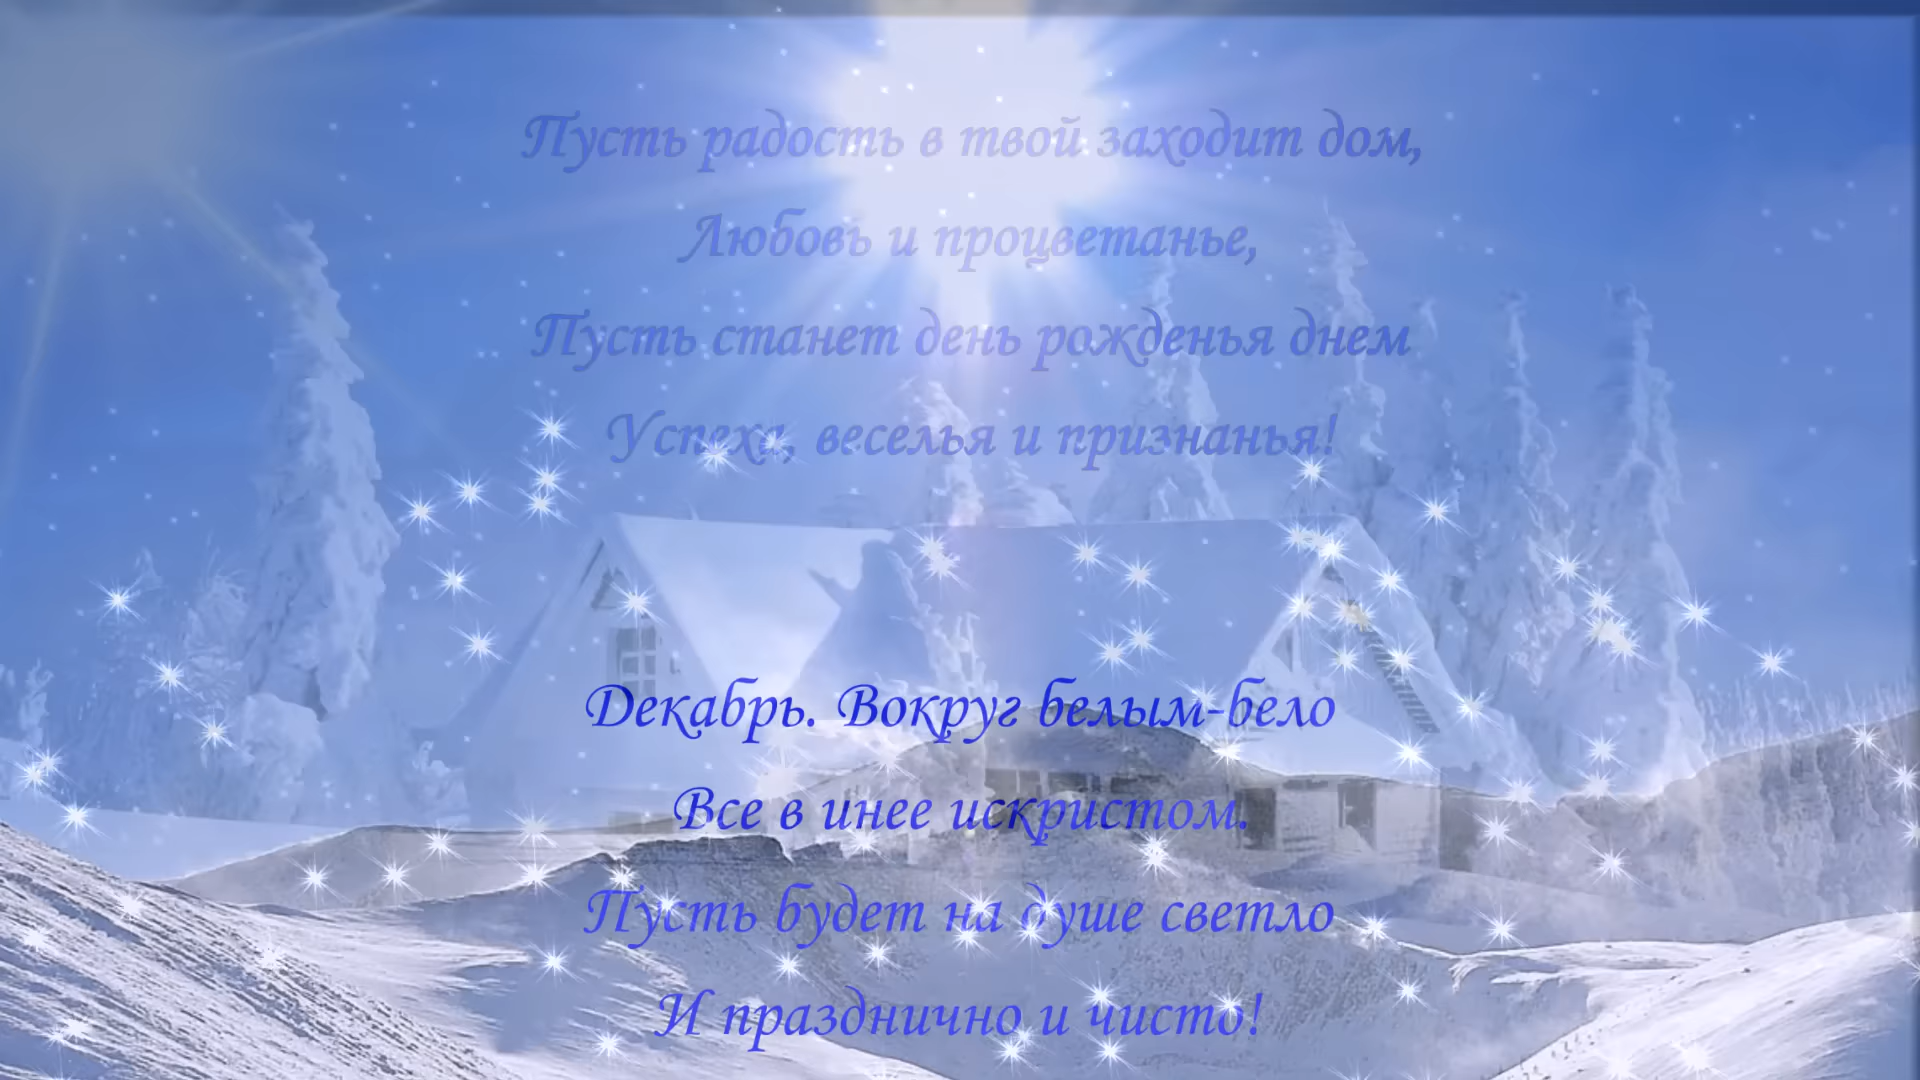 Пусть радость в твой заходит дом,
Любовь и процветанье,
Пусть станет день рожденья днем
Успеха, веселья и признанья!
Декабрь. Вокруг белым-бело
Все в инее искристом.
Пусть будет на душе светло
И празднично и чисто!